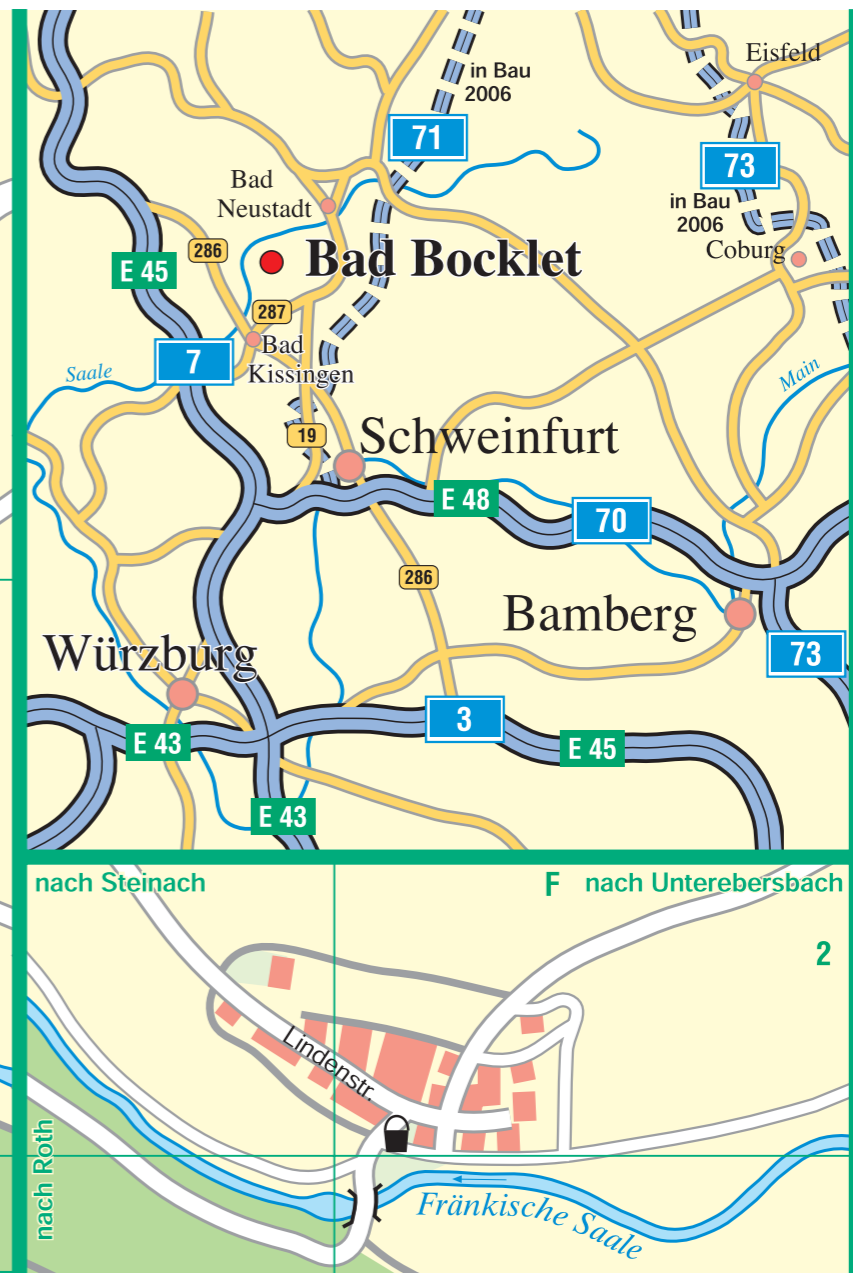 in Bau
2006
Eisfeld
71
73
Bad
Neustadt
in Bau
2006
286
Bad Bocklet
Coburg
E 45
287
7
Bad
Kissingen
Saale
Main
19
Schweinfurt
E 48
70
286
Bamberg
Würzburg
73
3
E 43
E 45
E 43
nach Steinach
F
nach Unterebersbach
2
Lindenstr.
nach Roth
Fränkische Saale